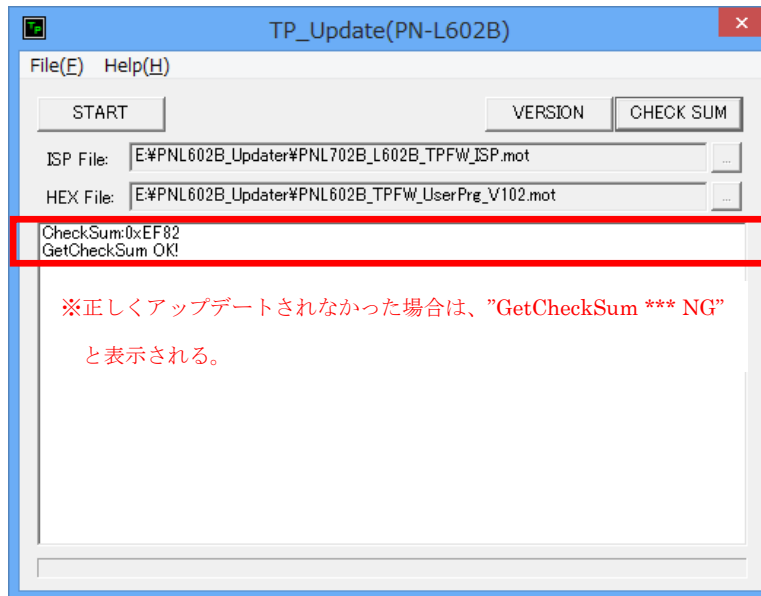 Tp TP_Update(PN-L602B) ×
File(F) Help(H)
START VERSION CHECK SUM
ISP File: E:¥PNL602B_Updater¥PNL702B_L602B_TPFW_ISP.mot ...
HEX File: E:¥PNL602B_Updater¥PNL602B_TPFW_UserPrg_V102.mot ...
CheckSum:0xEF82
GetCheckSum OK!
※正しくアップデートされなかった場合は、”GetCheckSum *** NG”
と表示される。